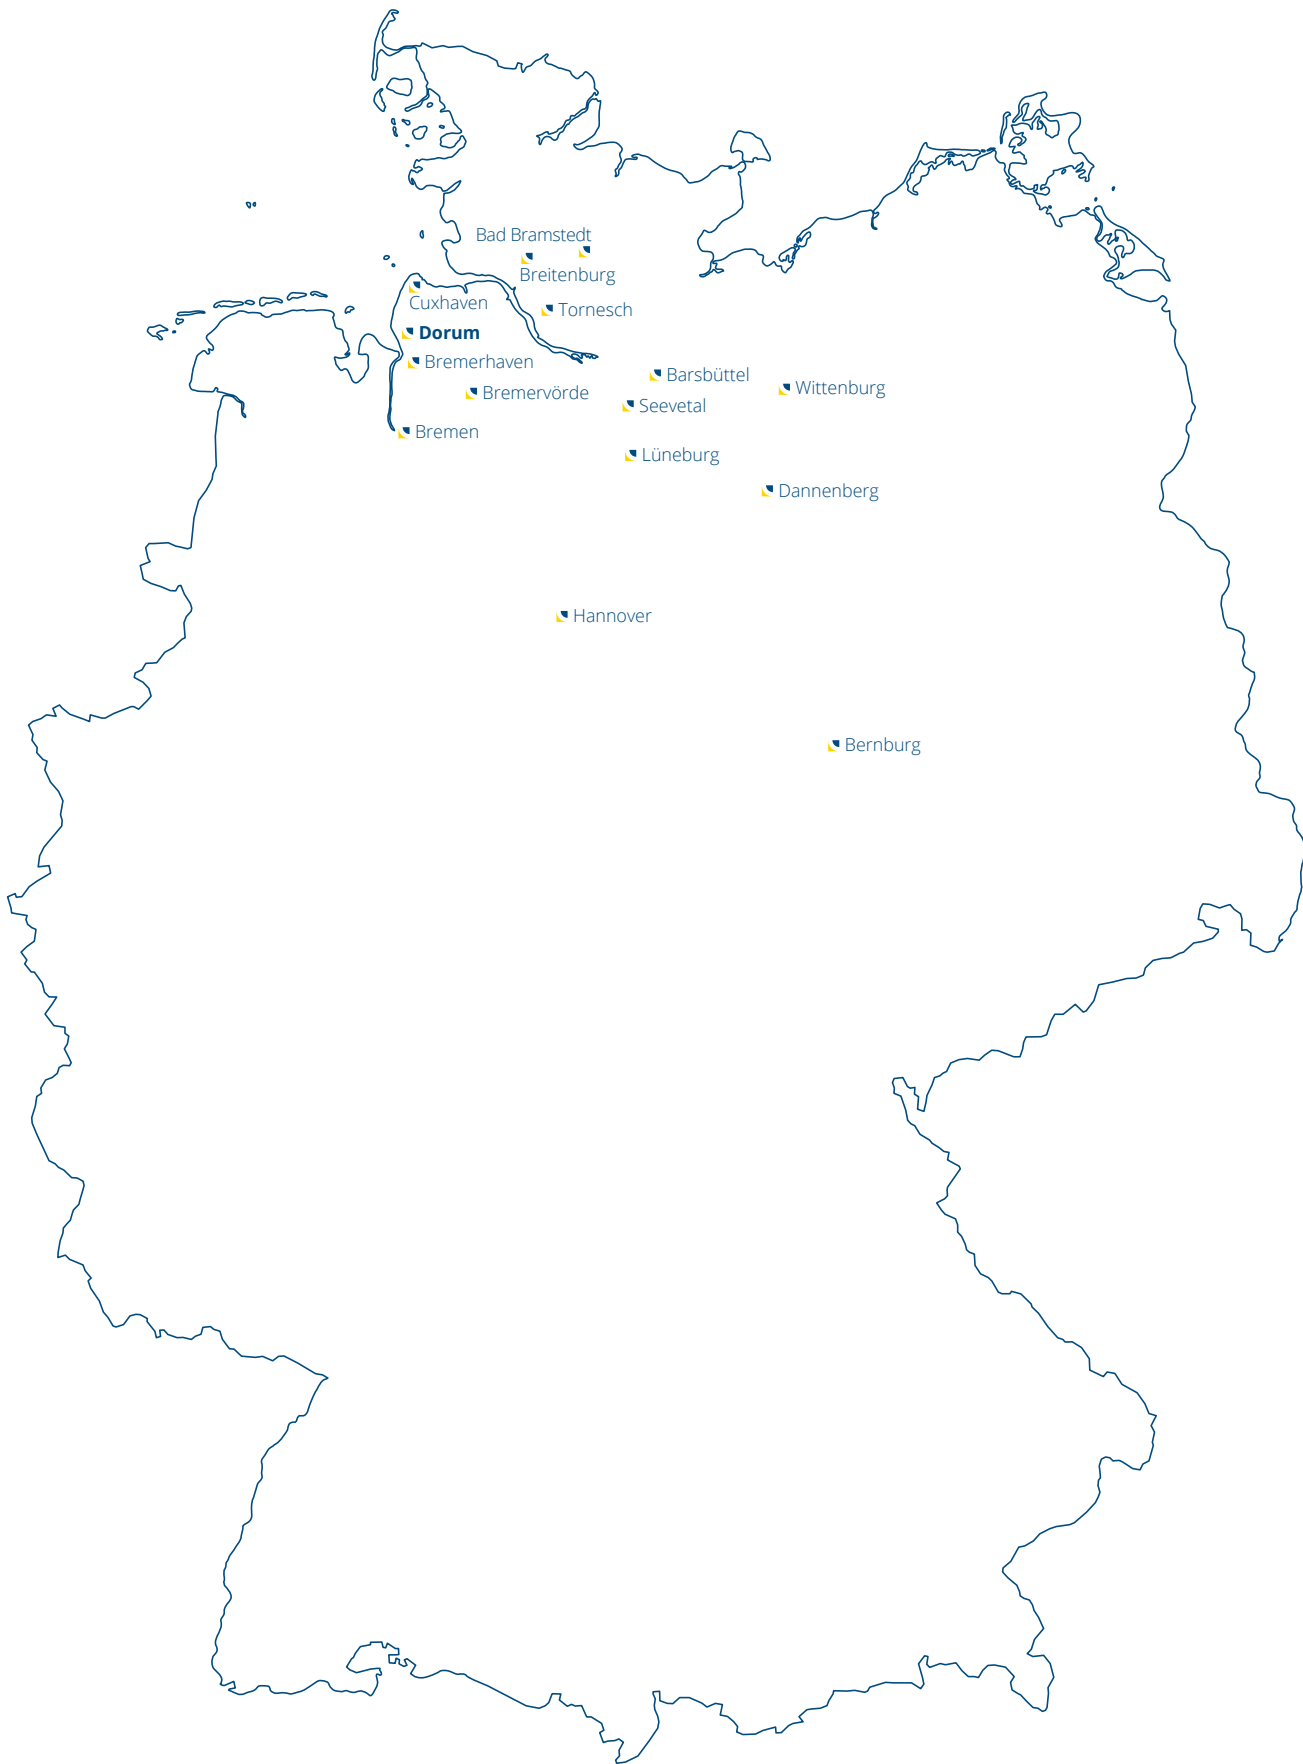 Bad Bramstedt
Breitenburg
Cuxhaven
Tornesch
Dorum
Bremerhaven
Barsbüttel
Wittenburg
Bremervörde
Seevetal
Bremen
Lüneburg
Dannenberg
Hannover
Bernburg